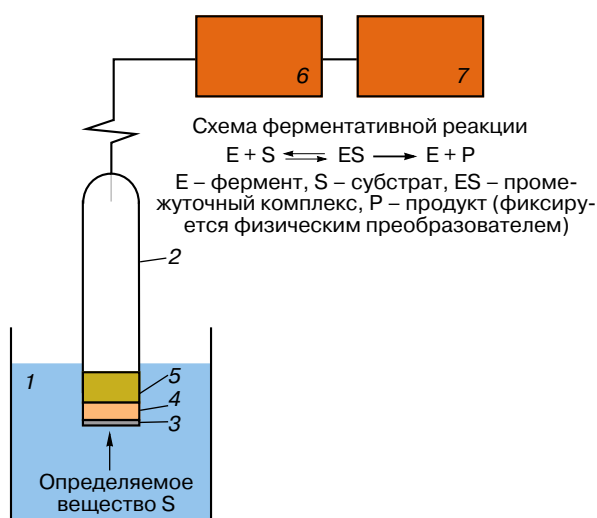 6
7
Схема ферментативной реакции
E + S ⇌ ES → E + P
E – фермент, S – субстрат, ES – проме-
жуточный комплекс, P – продукт (фиксиру-
ется физическим преобразователем)
2
1
5
4
3
Определяемое
вещество S